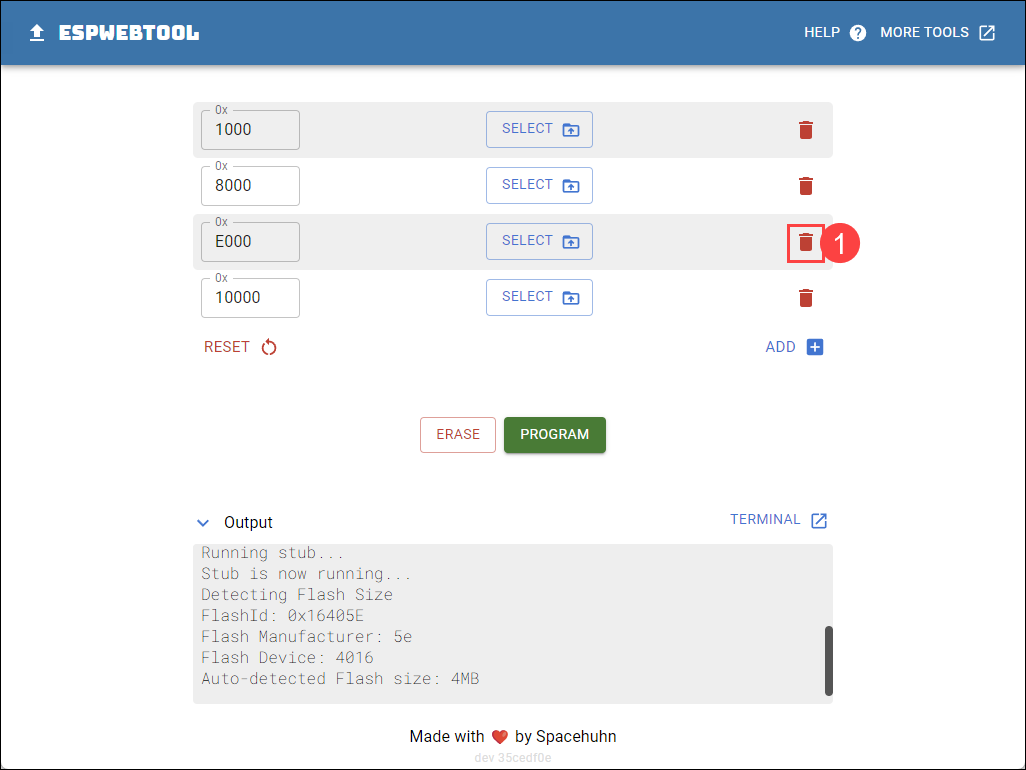 ESPWEBTOOL HELP ? MORE TOOLS
0x
1000 SELECT
0x
8000 SELECT
0x
E000 SELECT 1
0x
10000 SELECT
RESET ADD
ERASE PROGRAM
Output TERMINAL
Running stub...
Stub is now running...
Detecting Flash Size
FlashId: 0x16405E
Flash Manufacturer: 5e
Flash Device: 4016
Auto-detected Flash size: 4MB
Made with ❤️ by Spacehuhn
dev 35cedf0e